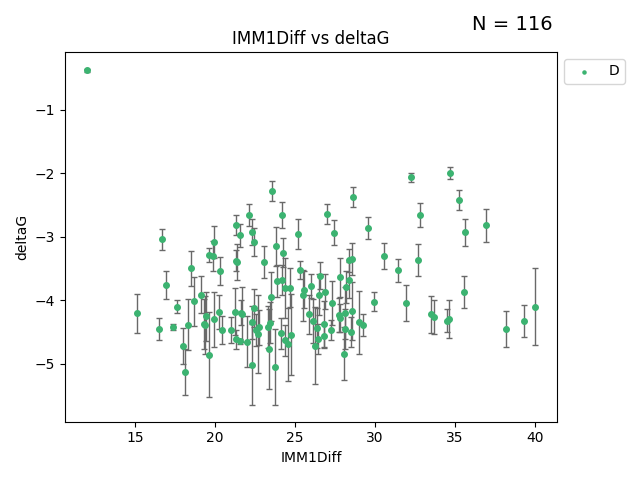 N = 116
IMM1Diff vs deltaG
D
−1
−2
−3
−4
−5
deltaG
15 20 25 30 35 40
IMM1Diff